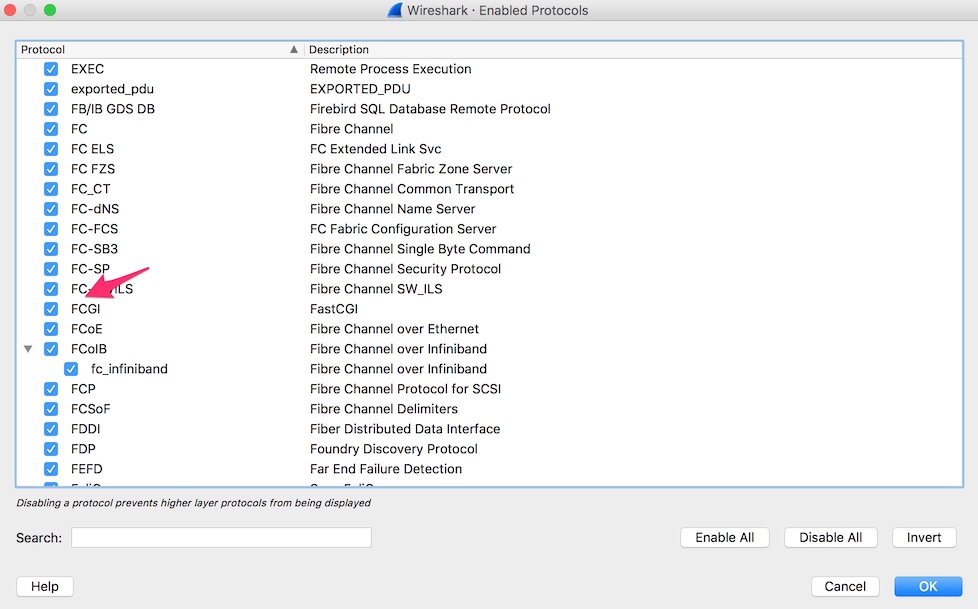 Wireshark · Enabled Protocols
Protocol Description
EXEC Remote Process Execution
exported_pdu EXPORTED_PDU
FB/IB GDS DB Firebird SQL Database Remote Protocol
FC Fibre Channel
FC ELS FC Extended Link Svc
FC FZS Fibre Channel Fabric Zone Server
FC_CT Fibre Channel Common Transport
FC-dNS Fibre Channel Name Server
FC-FCS FC Fabric Configuration Server
FC-SB3 Fibre Channel Single Byte Command
FC-SP Fibre Channel Security Protocol
Fibre Channel SW_ILS
FCGI FastCGI
FCoE Fibre Channel over Ethernet
FCoIB Fibre Channel over Infiniband
fc_infiniband Fibre Channel over Infiniband
FCP Fibre Channel Protocol for SCSI
FCSoF Fibre Channel Delimiters
FDDI Fiber Distributed Data Interface
FDP Foundry Discovery Protocol
FEFD Far End Failure Detection
Disabling a protocol prevents higher layer protocols from being displayed
Search: Enable All Disable All Invert
Help Cancel OK